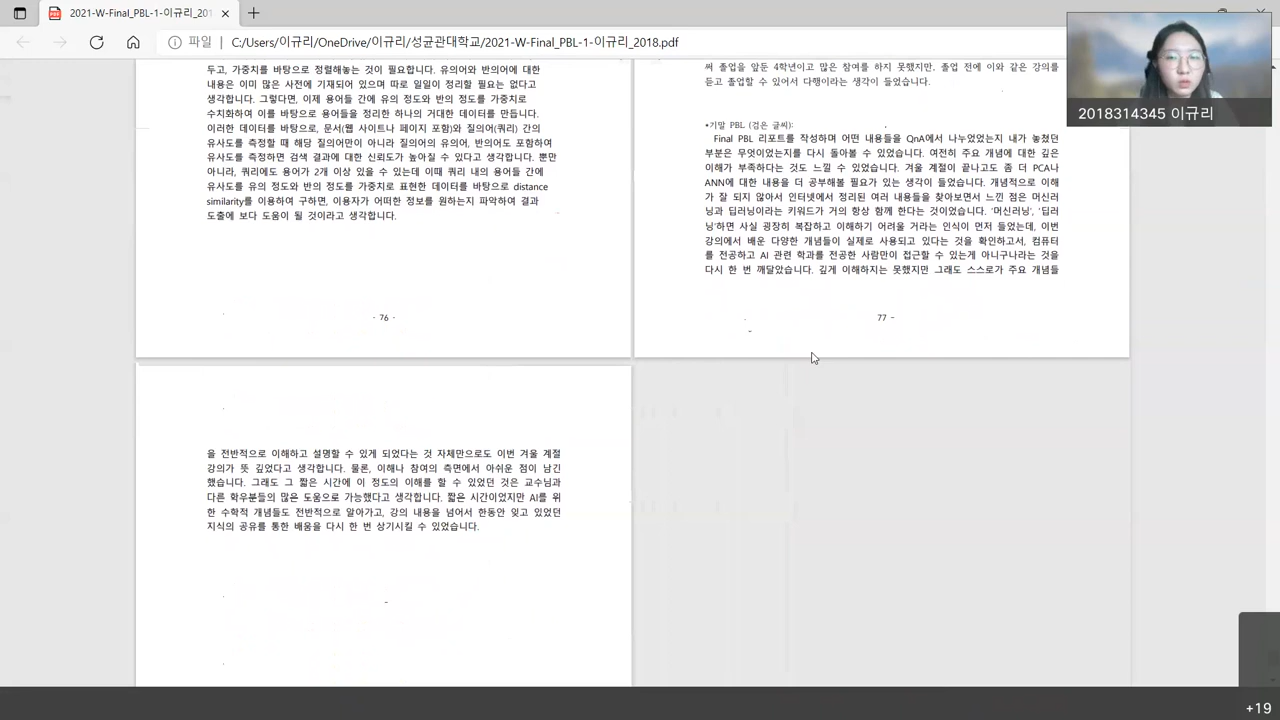 2021-W-Final_PBL-1-이규리_201
파일
C:/Users/이규리/OneDrive/이규리/성균관대학교/2021-W-Final_PBL-1-이규리_2018.pdf
2018314345 이규리
두고, 가중치를 바탕으로 정렬해놓는 것이 필요합니다. 유의어와 반의어에 대한
내용은 이미 많은 사전에 기재되어 있으며 따로 일일이 정리할 필요는 없다고
생각합니다. 그렇다면, 이제 용어들 간에 유의 정도와 반의 정도를 가중치로
수치화하여 이를 바탕으로 용어들을 정리한 하나의 거대한 데이터를 만듭니다.
이러한 데이터를 바탕으로, 문서(웹 사이트나 페이지 포함)와 질의어(쿼리) 간의
유사도를 측정할 때 해당 질의어만이 아니라 질의어의 유의어, 반의어도 포함하여
유사도를 측정하면 검색 결과에 대한 신뢰도가 높아질 수 있다고 생각합니다. 뿐만
아니라, 쿼리에도 용어가 2개 이상 있을 수 있는데 이때 쿼리 내의 용어들 간에
유사도를 유의 정도와 반의 정도를 가중치로 표현한 데이터를 바탕으로 distance
similarity를 이용하여 구하면, 이용자가 어떠한 정보를 원하는지 파악하여 결과
도출에 보다 도움이 될 것이라고 생각합니다.
- 76 -
써 졸업을 앞둔 4학년이고 많은 참여를 하지 못했지만, 졸업 전에 이와 같은 강의를
듣고 졸업할 수 있어서 다행이라는 생각이 들었습니다.
•기말 PBL (검은 글씨):
Final PBL 리포트를 작성하며 어떤 내용들을 QnA에서 나누었었는지 내가 놓쳤던
부분은 무엇이었는지를 다시 돌아볼 수 있었습니다. 여전히 주요 개념에 대한 깊은
이해가 부족하다는 것도 느낄 수 있었습니다. 겨울 계절이 끝나고도 좀 더 PCA나
ANN에 대한 내용을 더 공부해볼 필요가 있는 생각이 들었습니다. 개념적으로 이해
가 잘 되지 않아서 인터넷에서 정리된 여러 내용들을 찾아보면서 느낀 점은 머신러
닝과 딥러닝이라는 키워드가 거의 항상 함께 한다는 것이었습니다. '머신러닝', '딥러
닝'하면 사실 굉장히 복잡하고 이해하기 어려울 거라는 인식이 먼저 들었는데, 이번
강의에서 배운 다양한 개념들이 실제로 사용되고 있다는 것을 확인하고서, 컴퓨터
를 전공하고 AI 관련 학과를 전공한 사람만이 접근할 수 있는게 아니구나라는 것을
다시 한 번 깨달았습니다. 깊게 이해하지는 못했지만 그래도 스스로가 주요 개념들
77 -
을 전반적으로 이해하고 설명할 수 있게 되었다는 것 자체만으로도 이번 겨울 계절
강의가 뜻 깊었다고 생각합니다. 물론, 이해나 참여의 측면에서 아쉬운 점이 남긴
했습니다. 그래도 그 짧은 시간에 이 정도의 이해를 할 수 있었던 것은 교수님과
다른 학우분들의 많은 도움으로 가능했다고 생각합니다. 짧은 시간이었지만 AI를 위
한 수학적 개념들도 전반적으로 알아가고, 강의 내용을 넘어서 한동안 잊고 있었던
지식의 공유를 통한 배움을 다시 한 번 상기시킬 수 있었습니다.
+19